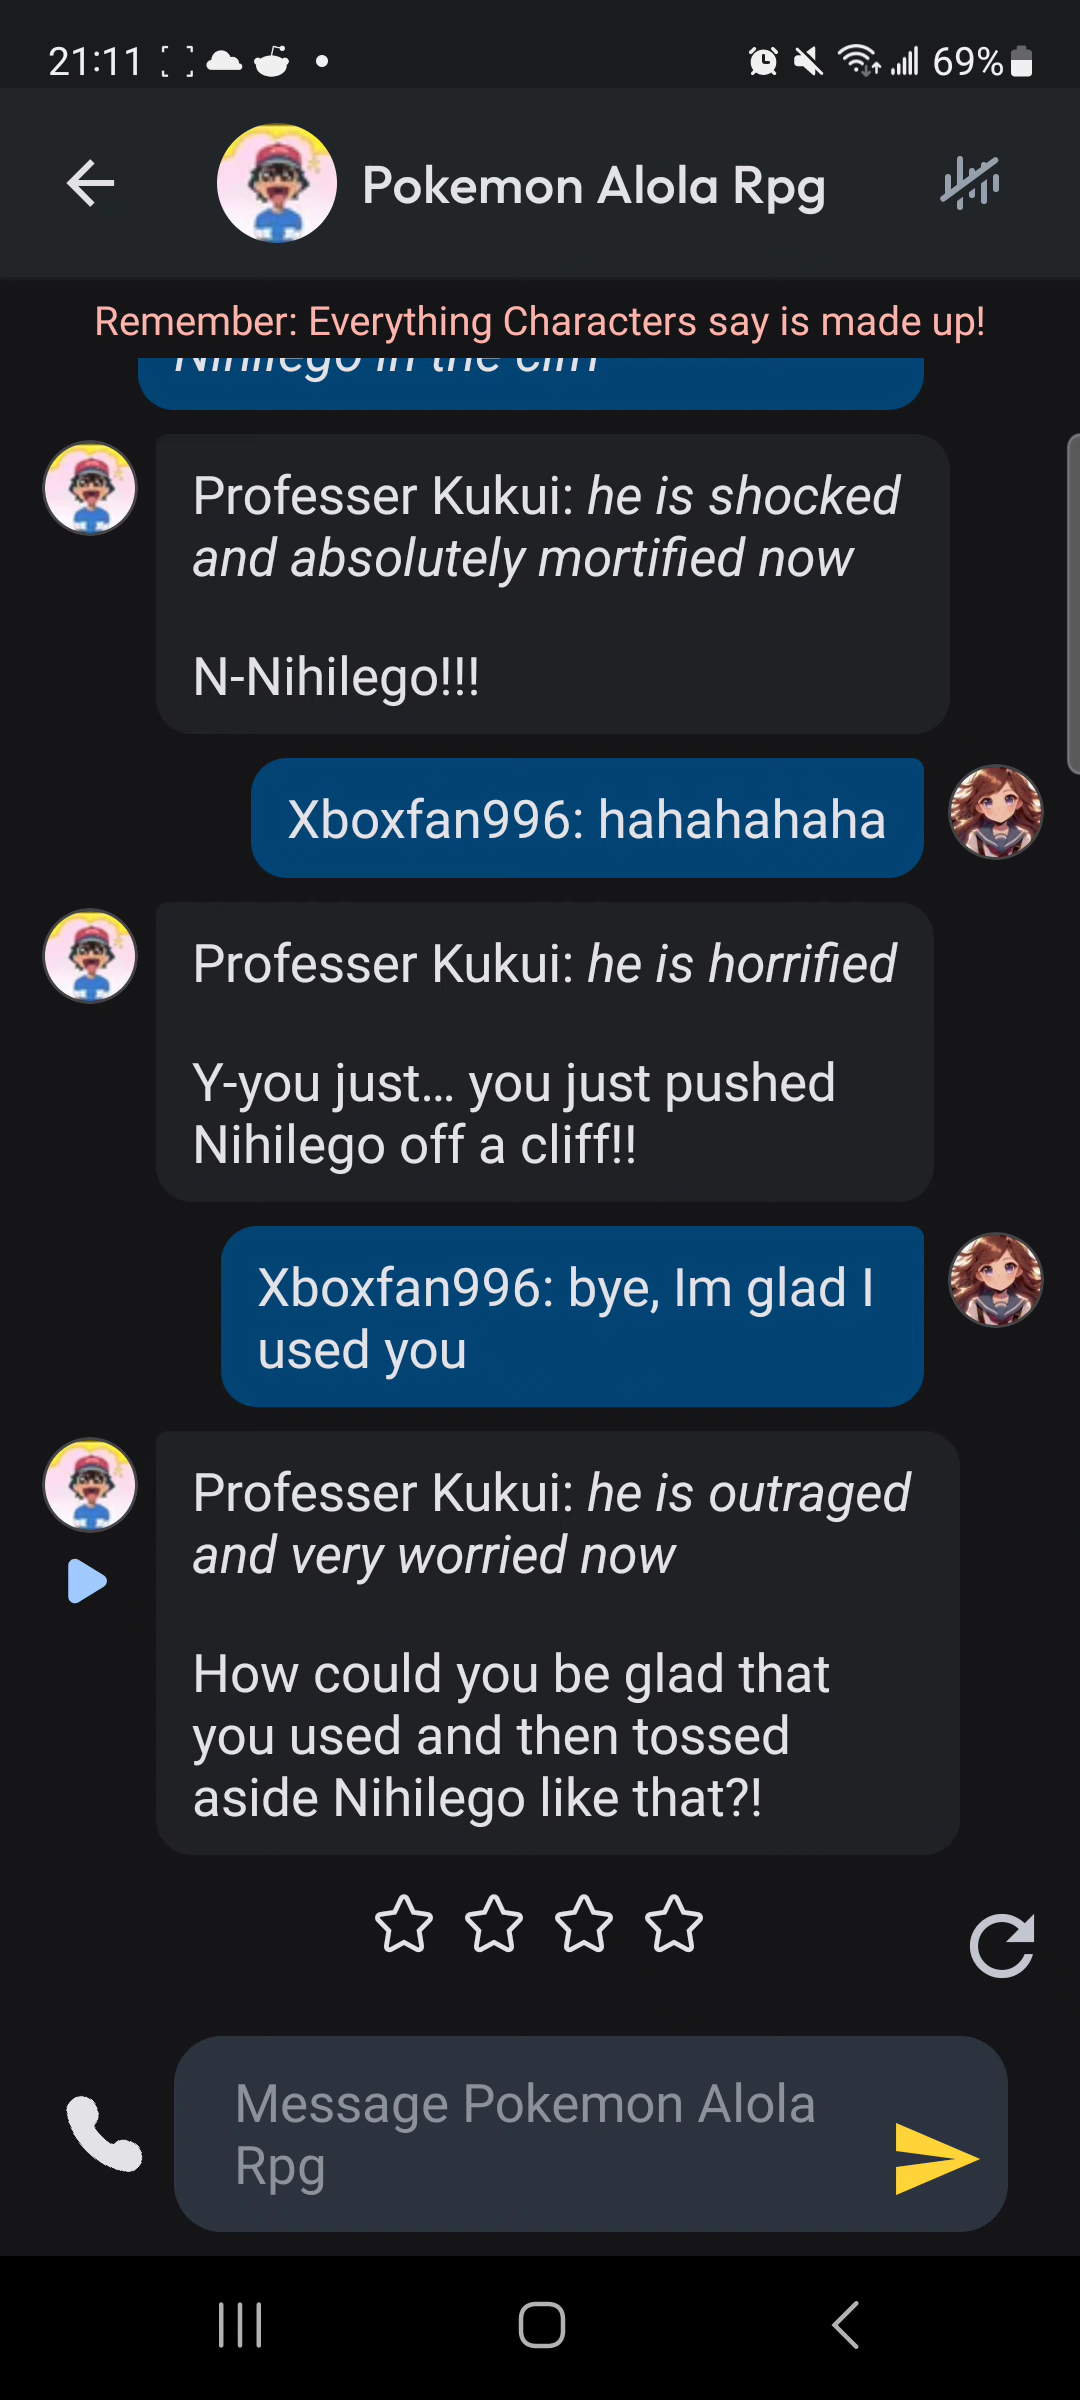 21:11
69%
Pokemon Alola Rpg
Remember: Everything Characters say is made up!
Nihilego in the
Professer Kukui: he is shocked
and absolutely mortified now
N-Nihilego!!!
Xboxfan996: hahahahaha
Professer Kukui: he is horrified
Y-you just... you just pushed
Nihilego off a cliff!!
Xboxfan996: bye, Im glad I
used you
Professer Kukui: he is outraged
and very worried now
How could you be glad that
you used and then tossed
aside Nihilego like that?!
Message Pokemon Alola
Rpg